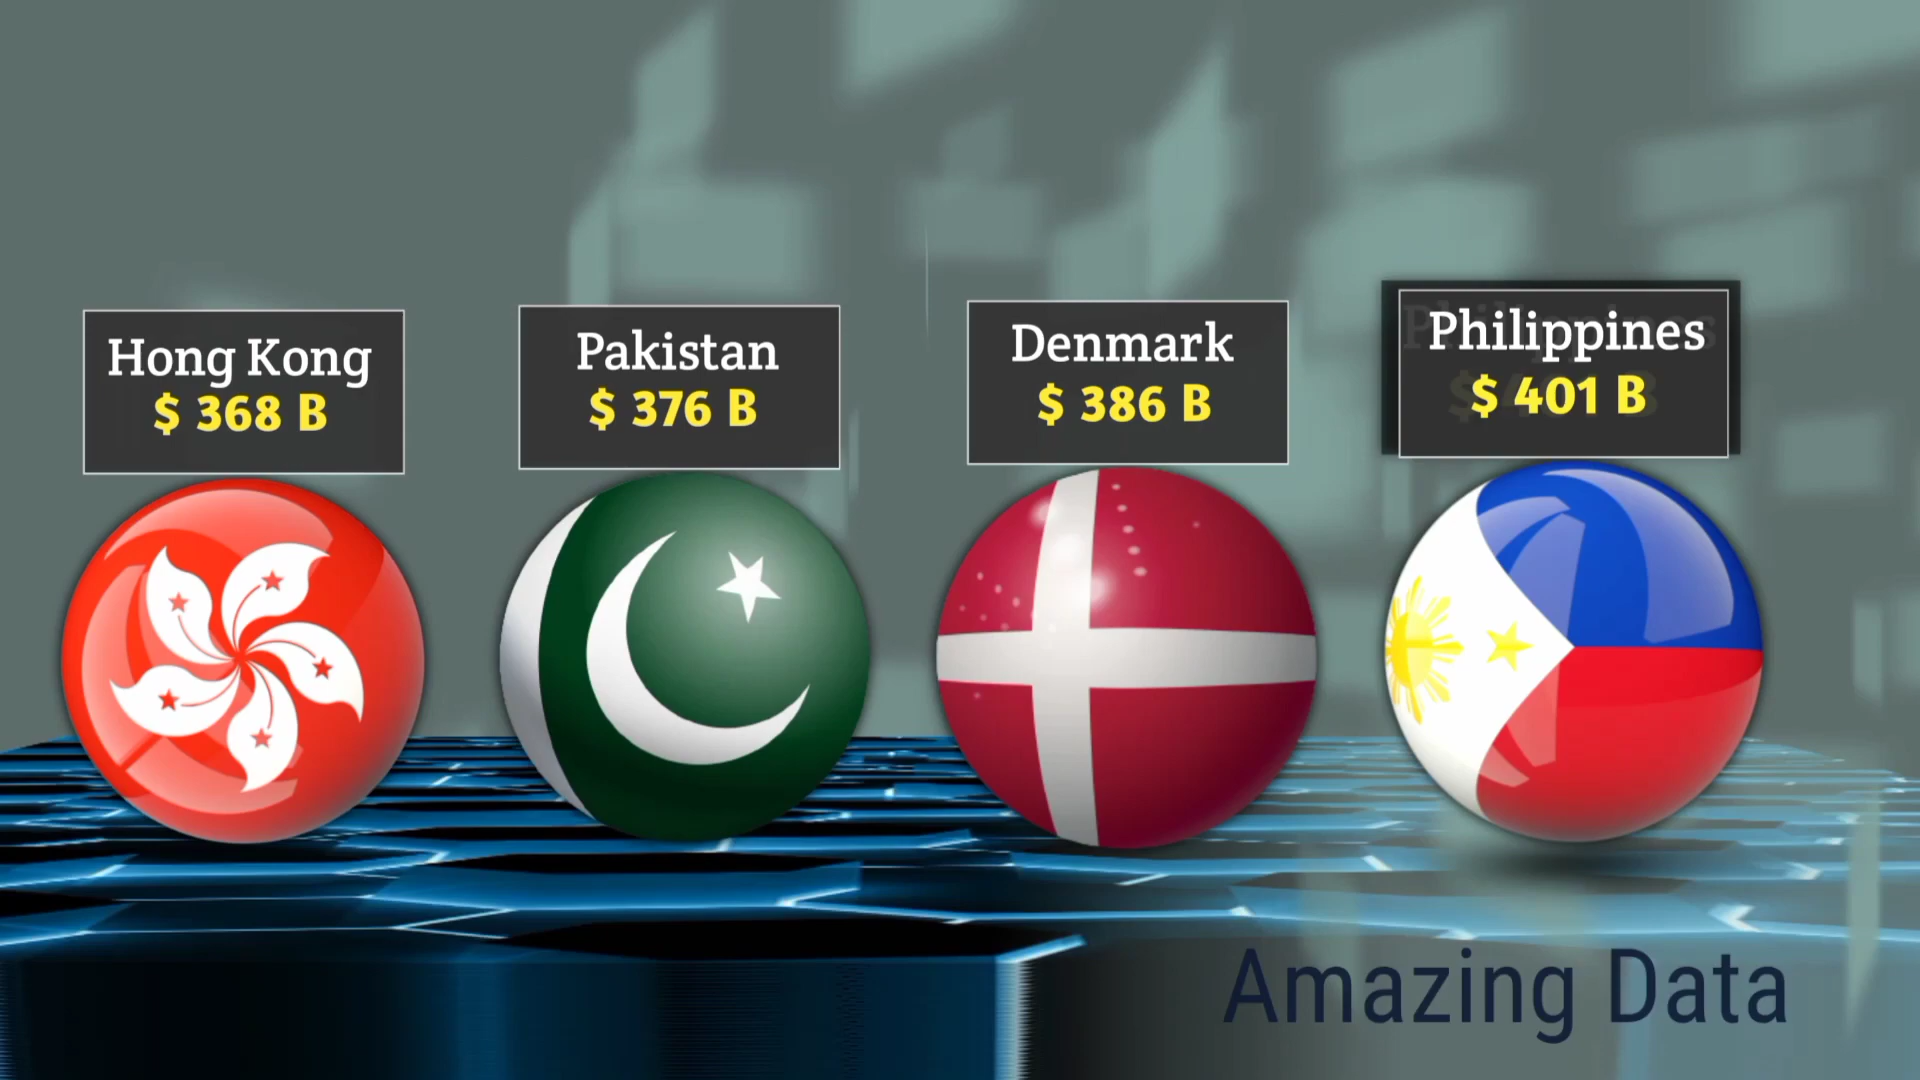 Hong Kong
$ 368 B
Pakistan
$ 376 B
Denmark
$ 386 B
Philippines
$ 401 B
Amazing Data